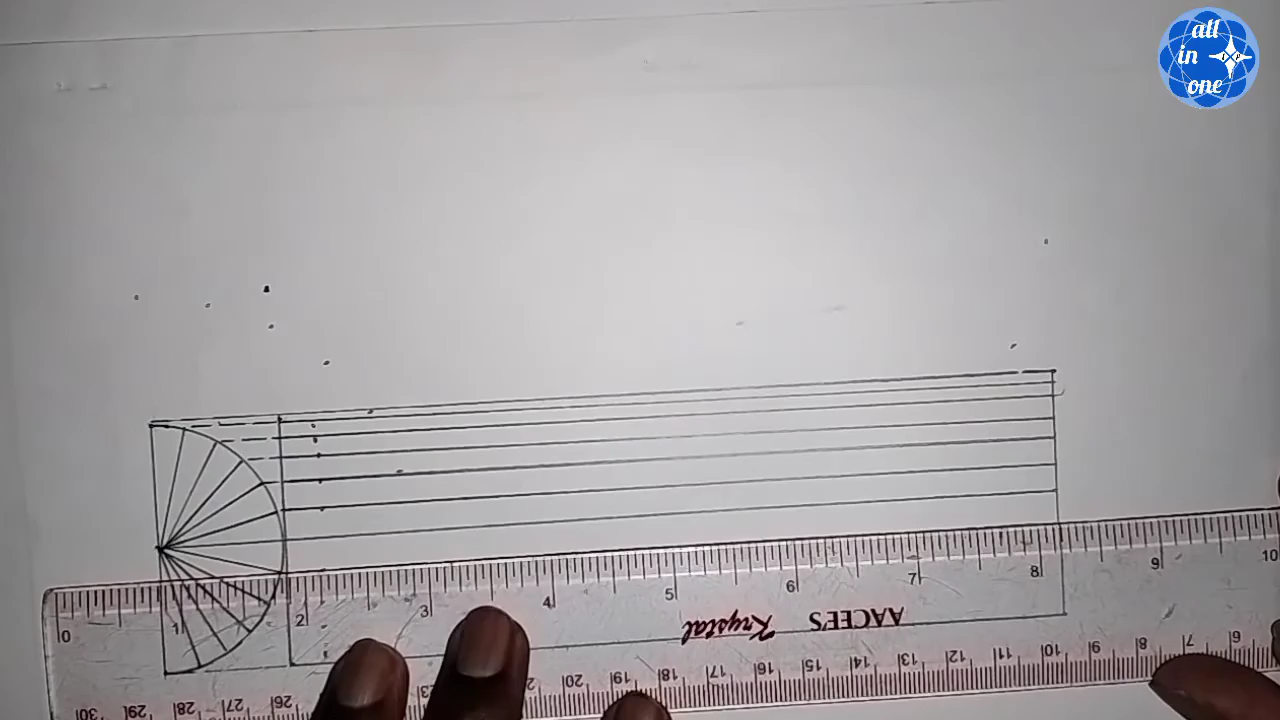 all
in
one
0 1 2 3 4 5 6 7 8 9 10
AACEE'S Krystal
30 29 28 27 26 23 20 19 18 17 16 15 14 13 12 11 10 9 8 7 6